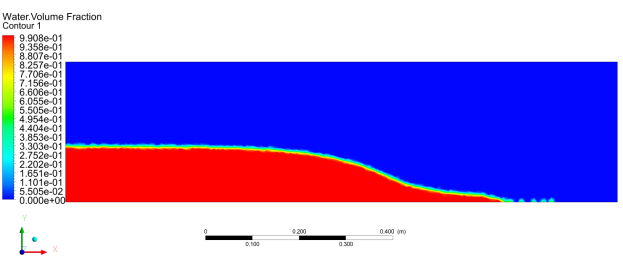 Water.Volume Fraction
Contour 1
9.908e-01
9.358e-01
8.807e-01
8.257e-01
7.706e-01
7.156e-01
6.606e-01
6.055e-01
5.505e-01
4.954e-01
4.404e-01
3.853e-01
3.303e-01
2.752e-01
2.202e-01
1.651e-01
1.101e-01
5.505e-02
0.000e+00
Y
Z
X
0 0.200 0.400 (m)
0.100 0.300